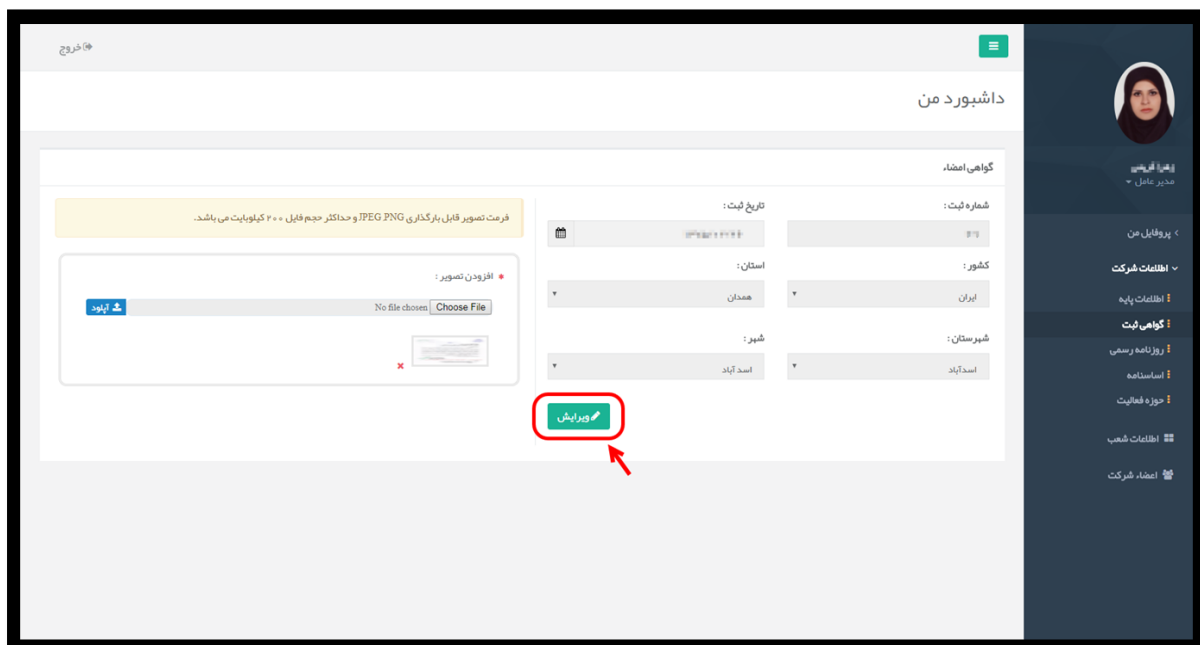 خروج
داشبورد من
مدیر عامل
پروفایل من
اطلاعات شرکت
اطلاعات پایه
گواهی ثبت
روزنامه رسمی
اساسنامه
حوزه فعالیت
اطلاعات شعب
اعضاء شرکت
گواهی امضاء
شماره ثبت :
تاریخ ثبت :
کشور :
استان :
ایران
همدان
شهرستان :
شهر :
اسدآباد
اسد آباد
ویرایش
فرمت تصویر قابل بارگذاری JPEG ,PNG و حداکثر حجم فایل ۲۰۰ کیلوبایت می باشد.
* افزودن تصویر :
Choose File No file chosen
آپلود